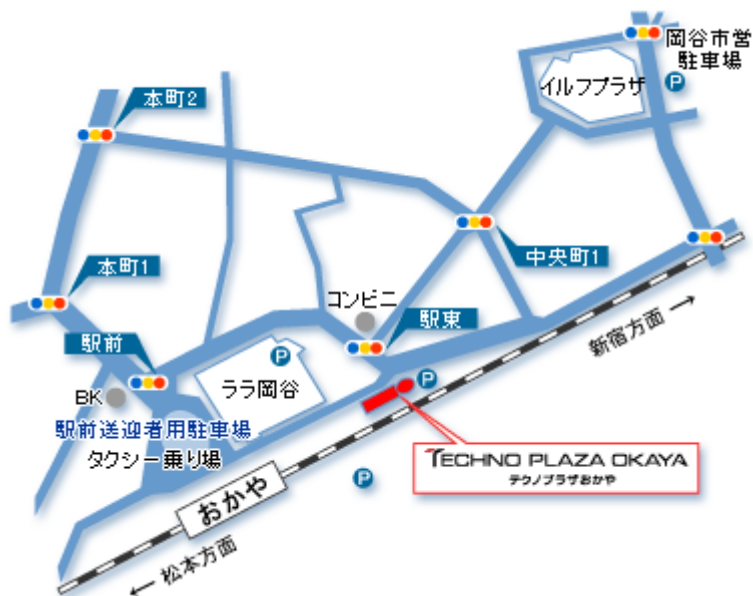 岡谷市営
駐車場
P
イルフプラザ
本町2
中央町1
本町1
コンビニ
駅東
新宿方面 →
駅前
P
P
ララ岡谷
BK
駅前送迎者用駐車場
タクシー乗り場
TECHNO PLAZA OKAYA
テクノプラザおかや
P
おかや
← 松本方面